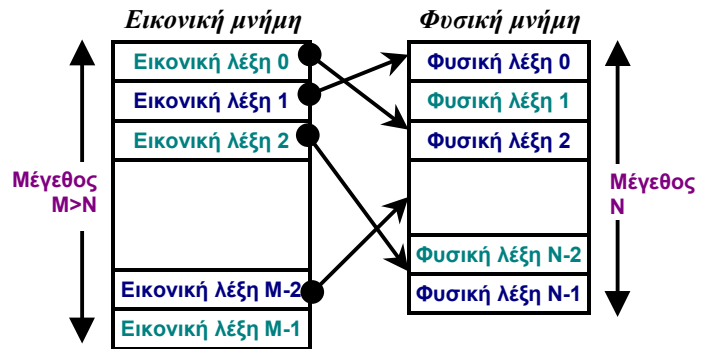 Εικονική μνήμη
Φυσική μνήμη
Εικονική λέξη 0
Εικονική λέξη 1
Εικονική λέξη 2
Εικονική λέξη M-2
Εικονική λέξη M-1
Φυσική λέξη 0
Φυσική λέξη 1
Φυσική λέξη 2
Φυσική λέξη N-2
Φυσική λέξη N-1
Μέγεθος
M>N
Μέγεθος
N